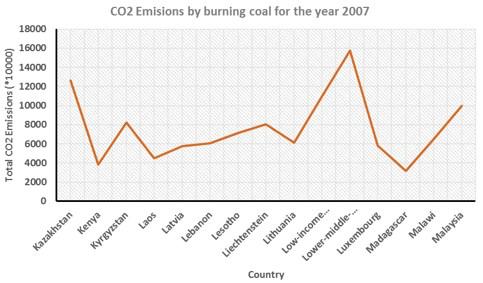 CO2 Emisions by burning coal for the year 2007
Total CO2 Emissions (*10000)
18000
16000
14000
12000
10000
8000
6000
4000
2000
0
Kazakhstan
Kenya
Kyrgyzstan
Laos
Latvia
Lebanon
Lesotho
Liechtenstein
Lithuania
Low-income...
Lower-middle-...
Luxembourg
Madagascar
Malawi
Malaysia
Country